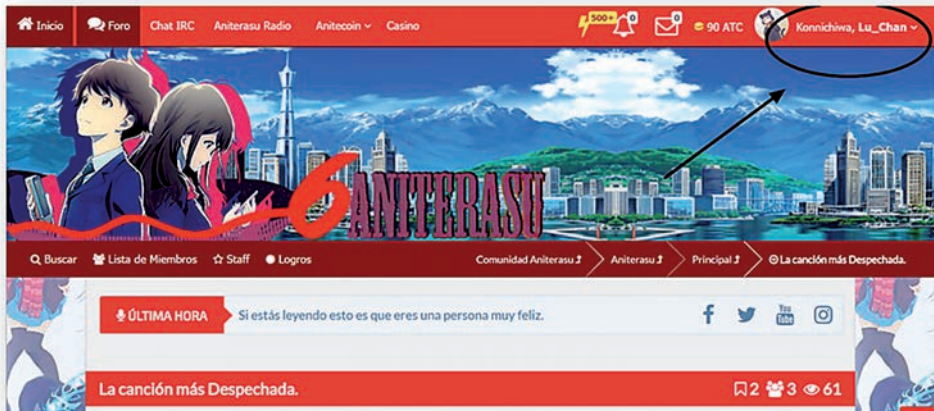 Inicio Foro Chat IRC Aniterasu Radio Anitecoin Casino 500+ 0 0 90 ATC Konnichiwa, Lu_Chan
6 ANITERASU
Buscar Lista de Miembros Staff Logros Comunidad Aniterasu Aniterasu Principal La canción más Despechada.
ÚLTIMA HORA Si estás leyendo esto es que eres una persona muy feliz. You Tube
La canción más Despechada. 2 3 61